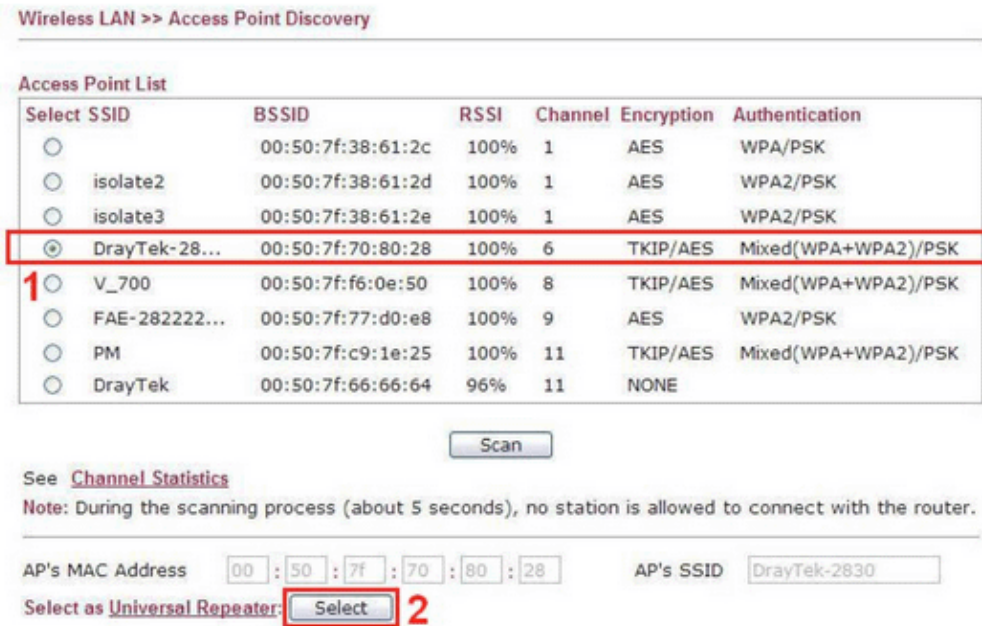 Wireless LAN >> Access Point Discovery
Access Point List
Select SSID BSSID RSSI Channel Encryption Authentication
00:50:7f:38:61:2c 100% 1 AES WPA/PSK
isolate2 00:50:7f:38:61:2d 100% 1 AES WPA2/PSK
isolate3 00:50:7f:38:61:2e 100% 1 AES WPA2/PSK
DrayTek-28... 00:50:7f:70:80:28 100% 6 TKIP/AES Mixed(WPA+WPA2)/PSK
1 V_700 00:50:7f:f6:0e:50 100% 8 TKIP/AES Mixed(WPA+WPA2)/PSK
FAE-282222... 00:50:7f:77:d0:e8 100% 9 AES WPA2/PSK
PM 00:50:7f:c9:1e:25 100% 11 TKIP/AES Mixed(WPA+WPA2)/PSK
DrayTek 00:50:7f:66:66:64 96% 11 NONE
Scan
See Channel Statistics
Note: During the scanning process (about 5 seconds), no station is allowed to connect with the router.
AP's MAC Address 00 : 50 : 7f : 70 : 80 : 28 AP's SSID DrayTek-2830
Select as Universal Repeater: Select 2